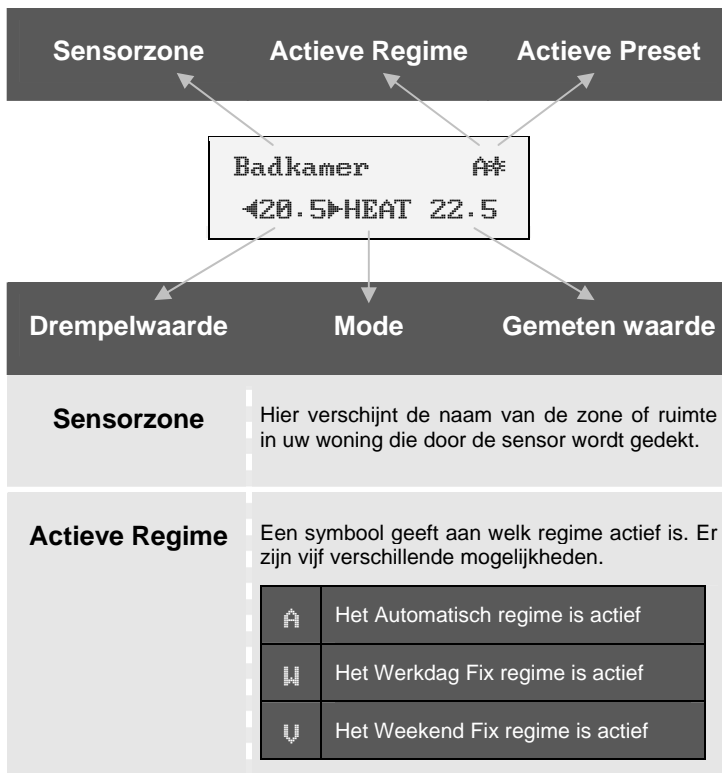 Sensorzone Actieve Regime Actieve Preset
Badkamer A☼
◀20.5▶HEAT 22.5
Drempelwaarde Mode Gemeten waarde
Sensorzone
Hier verschijnt de naam van de zone of ruimte
in uw woning die door de sensor wordt gedekt.
Actieve Regime
Een symbool geeft aan welk regime actief is. Er
zijn vijf verschillende mogelijkheden.
A Het Automatisch regime is actief
W Het Werkdag Fix regime is actief
V Het Weekend Fix regime is actief